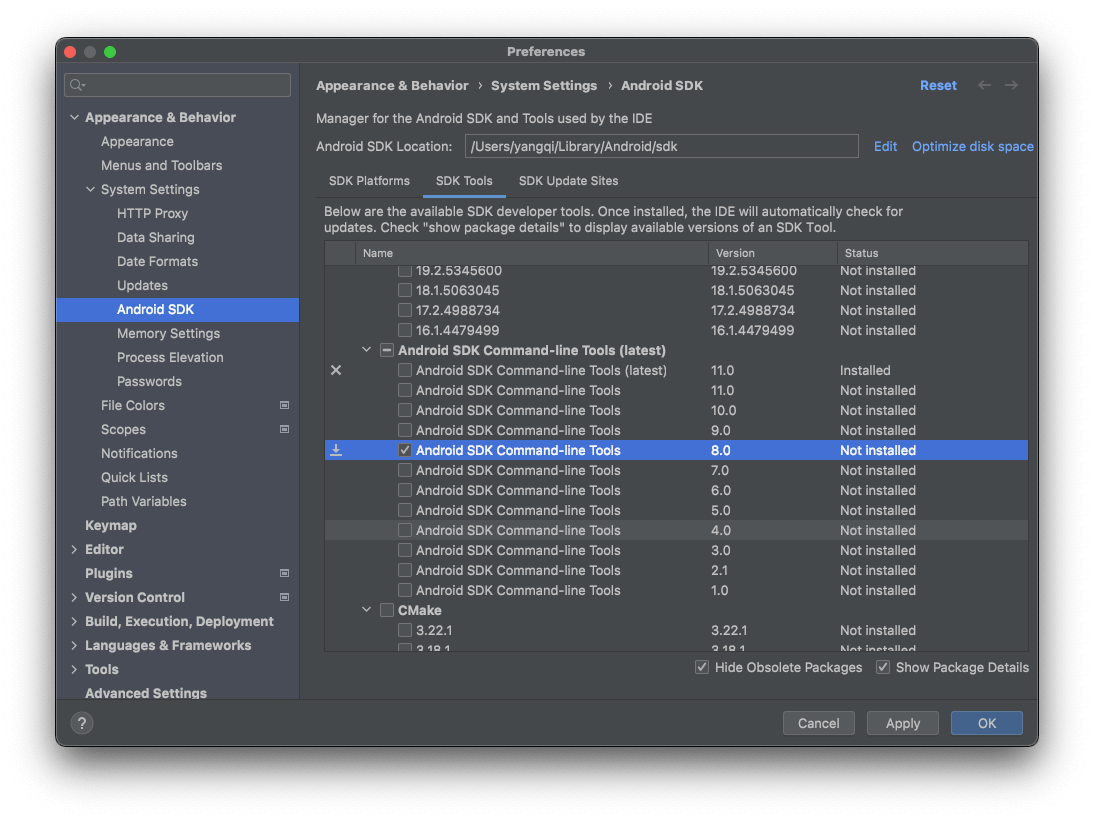 Preferences
Appearance & Behavior
Appearance
Menus and Toolbars
System Settings
HTTP Proxy
Data Sharing
Date Formats
Updates
Android SDK
Memory Settings
Process Elevation
Passwords
File Colors
Scopes
Notifications
Quick Lists
Path Variables
Keymap
Editor
Plugins
Version Control
Build, Execution, Deployment
Languages & Frameworks
Tools
Advanced Settings
Appearance & Behavior › System Settings › Android SDK Reset
Manager for the Android SDK and Tools used by the IDE
Android SDK Location: /Users/yangqi/Library/Android/sdk Edit Optimize disk space
SDK Platforms SDK Tools SDK Update Sites
Below are the available SDK developer tools. Once installed, the IDE will automatically check for
updates. Check "show package details" to display available versions of an SDK Tool.
Name Version Status
19.2.5345600 19.2.5345600 Not installed
18.1.5063045 18.1.5063045 Not installed
17.2.4988734 17.2.4988734 Not installed
16.1.4479499 16.1.4479499 Not installed
Android SDK Command-line Tools (latest)
Android SDK Command-line Tools (latest) 11.0 Installed
Android SDK Command-line Tools 11.0 Not installed
Android SDK Command-line Tools 10.0 Not installed
Android SDK Command-line Tools 9.0 Not installed
Android SDK Command-line Tools 8.0 Not installed
Android SDK Command-line Tools 7.0 Not installed
Android SDK Command-line Tools 6.0 Not installed
Android SDK Command-line Tools 5.0 Not installed
Android SDK Command-line Tools 4.0 Not installed
Android SDK Command-line Tools 3.0 Not installed
Android SDK Command-line Tools 2.1 Not installed
Android SDK Command-line Tools 1.0 Not installed
CMake
3.22.1 3.22.1 Not installed
3.18.1 3.18.1 Not installed
Hide Obsolete Packages Show Package Details
? Cancel Apply OK